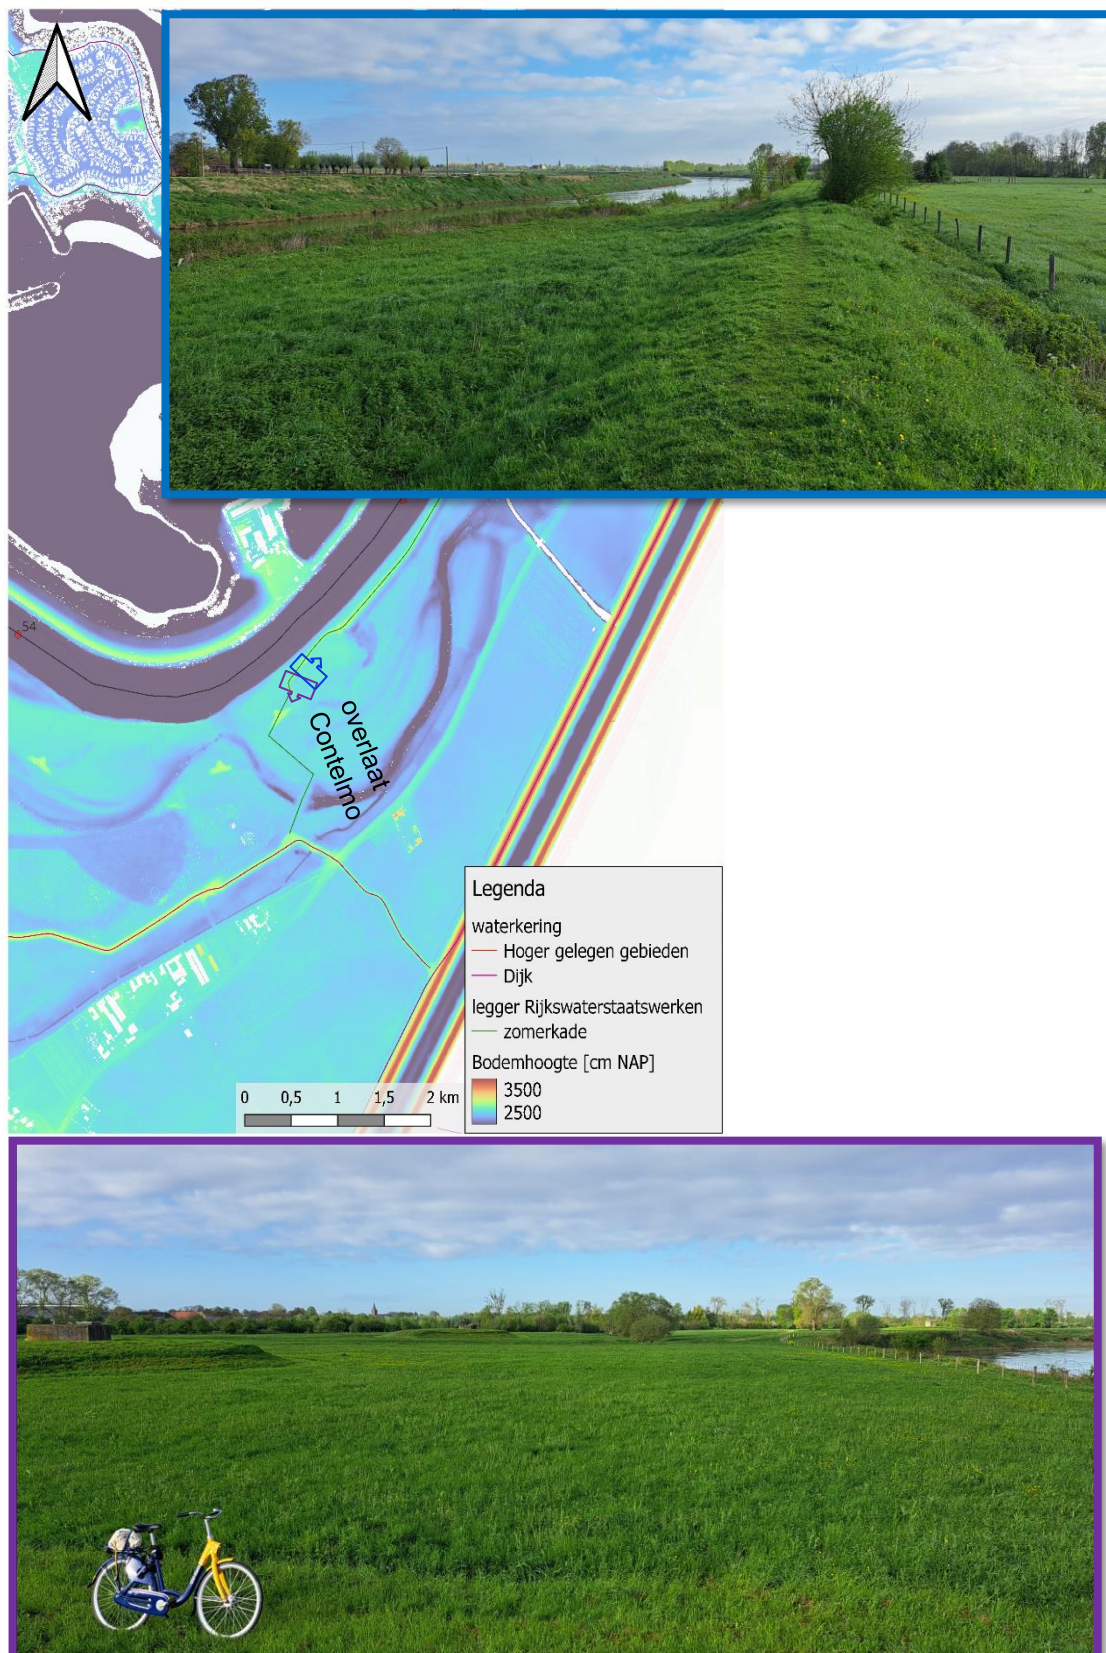 54
overlaat
Contelmo
Legenda
waterkering
Hoger gelegen gebieden
Dijk
legger Rijkswaterstaatswerken
zomerkade
Bodemhoogte [cm NAP]
3500
2500
0 0,5 1 1,5 2 km